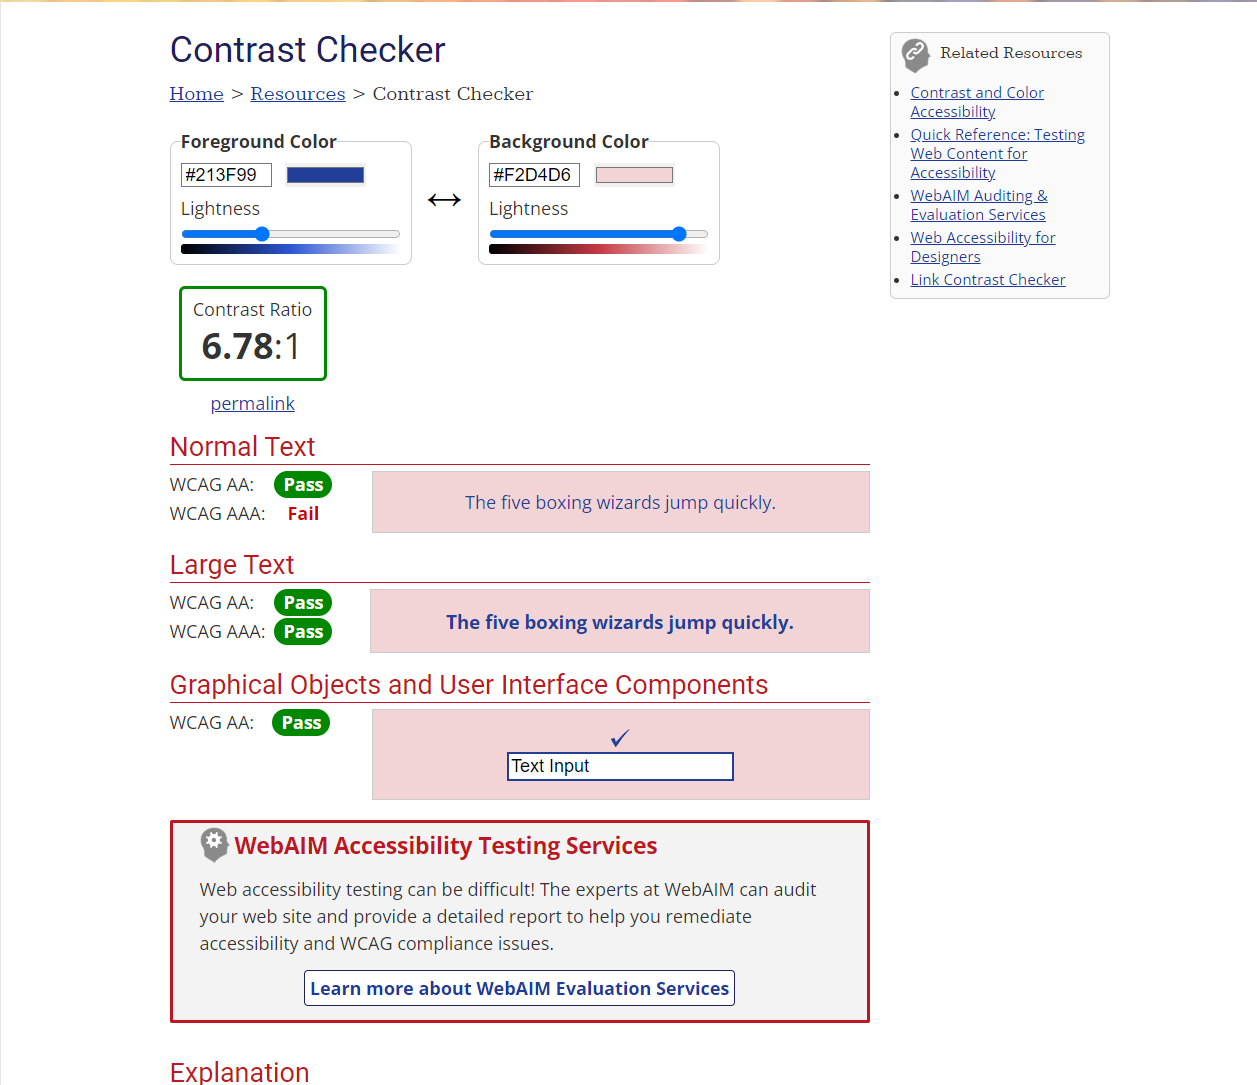 Contrast Checker
Home > Resources > Contrast Checker
Foreground Color
#213F99
Lightness
Background Color
#F2D4D6
Lightness
Contrast Ratio
6.78:1
permalink
Normal Text
WCAG AA: Pass
WCAG AAA: Fail
The five boxing wizards jump quickly.
Large Text
WCAG AA: Pass
WCAG AAA: Pass
The five boxing wizards jump quickly.
Graphical Objects and User Interface Components
WCAG AA: Pass
Text Input
WebAIM Accessibility Testing Services
Web accessibility testing can be difficult! The experts at WebAIM can audit
your web site and provide a detailed report to help you remediate
accessibility and WCAG compliance issues.
Learn more about WebAIM Evaluation Services
Explanation
Related Resources
Contrast and Color
Accessibility
Quick Reference: Testing
Web Content for
Accessibility
WebAIM Auditing &
Evaluation Services
Web Accessibility for
Designers
Link Contrast Checker